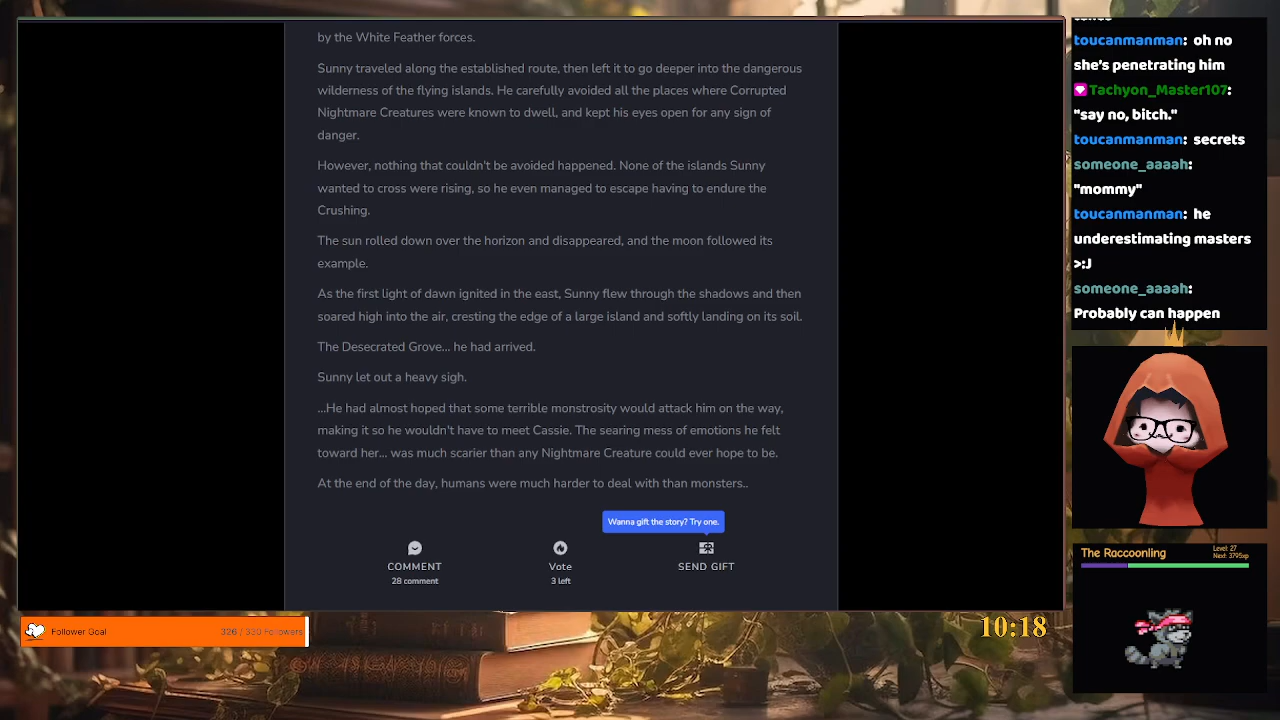 by the White Feather forces.
Sunny traveled along the established route, then left it to go deeper into the dangerous
wilderness of the flying islands. He carefully avoided all the places where Corrupted
Nightmare Creatures were known to dwell, and kept his eyes open for any sign of
danger.
However, nothing that couldn't be avoided happened. None of the islands Sunny
wanted to cross were rising, so he even managed to escape having to endure the
Crushing.
The sun rolled down over the horizon and disappeared, and the moon followed its
example.
As the first light of dawn ignited in the east, Sunny flew through the shadows and then
soared high into the air, cresting the edge of a large island and softly landing on its soil.
The Desecrated Grove... he had arrived.
Sunny let out a heavy sigh.
...He had almost hoped that some terrible monstrosity would attack him on the way,
making it so he wouldn't have to meet Cassie. The searing mess of emotions he felt
toward her... was much scarier than any Nightmare Creature could ever hope to be.
At the end of the day, humans were much harder to deal with than monsters..
Wanna gift the story? Try one.
COMMENT
28 comment
Vote
3 left
SEND GIFT
toucanmanman: oh no
she's penetrating him
Tachyon_Master107:
"say no, bitch."
toucanmanman: secrets
someone_aaaah:
"mommy"
toucanmanman: he
underestimating masters
>:J
someone_aaaah:
Probably can happen
The Raccoonling
Level: 27
Next: 3795xp
Follower Goal
326 / 330 Followers
10:18